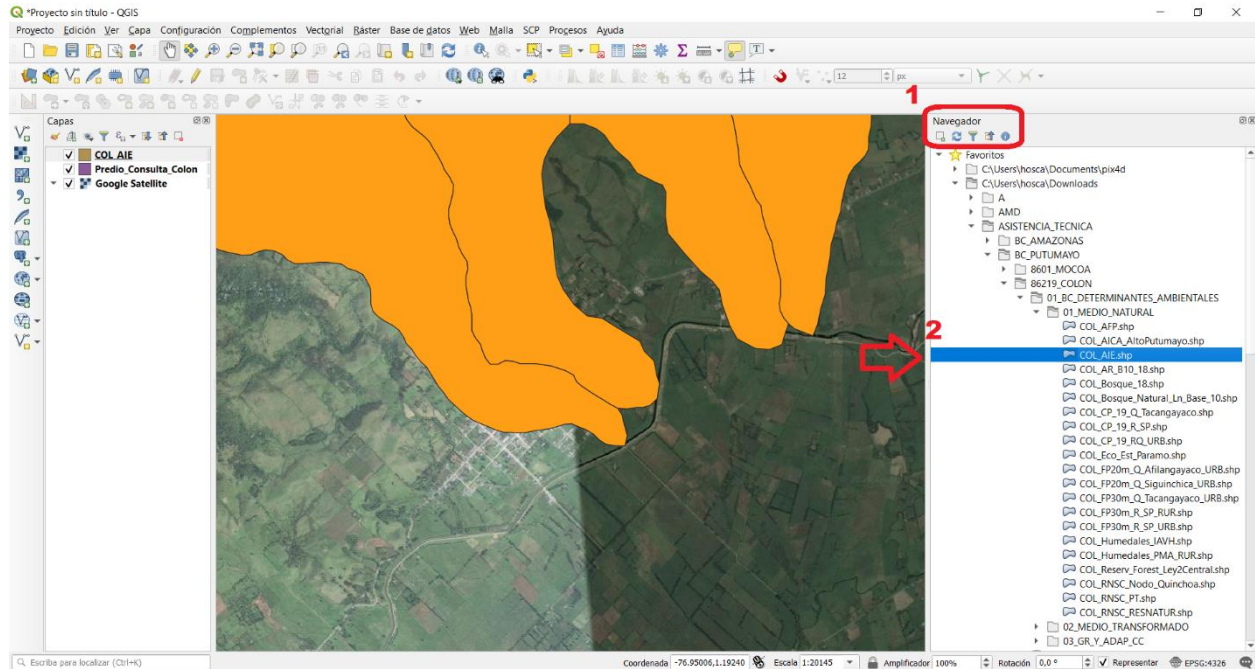 *Proyecto sin título - QGIS
Proyecto Edición Ver Capa Configuración Complementos Vectorial Ráster Base de datos Web Malla SCP Procesos Ayuda
12 px
1
Capas
Navegador
COL AIE
Predio_Consulta_Colon
Google Satellite
Favoritos
C:\Users\hosca\Documents\pix4d
C:\Users\hosca\Downloads
A
AMD
ASISTENCIA_TECNICA
BC_AMAZONAS
BC_PUTUMAYO
8601_MOCOA
86219_COLON
01_BC_DETERMINANTES_AMBIENTALES
01_MEDIO_NATURAL
COL_AFP.shp
2
COL_AICA_AltoPutumayo.shp
COL_AIE.shp
COL_AR_B10_18.shp
COL_Bosque_18.shp
COL_Bosque_Natural_Ln_Base_10.shp
COL_CP_19_Q_Tacangayaco.shp
COL_CP_19_R_SP.shp
COL_CP_19_RQ_URB.shp
COL_Eco_Est_Paramo.shp
COL_FP20m_Q_Afilangayaco_URB.shp
COL_FP20m_Q_Siguinchica_URB.shp
COL_FP30m_Q_Tacangayaco_URB.shp
COL_FP30m_R_SP_RUR.shp
COL_FP30m_R_SP_URB.shp
COL_Humedales_IAVH.shp
COL_Humedales_PMA_RUR.shp
COL_Reserv_Forest_Ley2Central.shp
COL_RNSC_Nodo_Quinchoa.shp
COL_RNSC_PT.shp
COL_RNSC_RESNATUR.shp
02_MEDIO_TRANSFORMADO
03_GR_Y_ADAP_CC
Escriba para localizar (Ctrl+K) Coordenada -76.95006,1.19240 Escala 1:20145 Amplificador 100% Rotación 0,0 ° Representar EPSG:4326